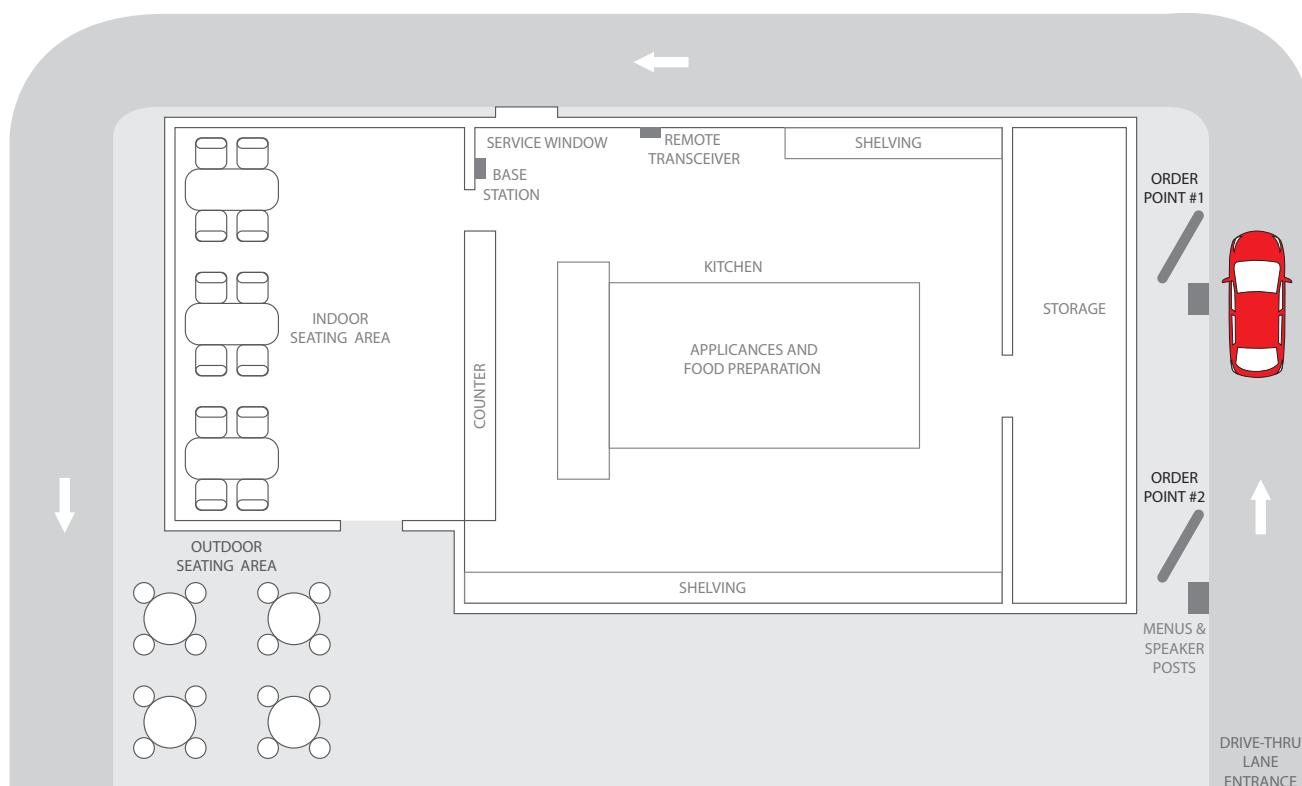 SERVICE WINDOW
REMOTE
TRANSCEIVER
SHELVING
BASE
STATION
ORDER
POINT #1
KITCHEN
STORAGE
INDOOR
SEATING AREA
APPLICANCES AND
FOOD PREPARATION
COUNTER
ORDER
POINT #2
OUTDOOR
SEATING AREA
SHELVING
MENUS &
SPEAKER
POSTS
DRIVE-THRU
LANE
ENTRANCE